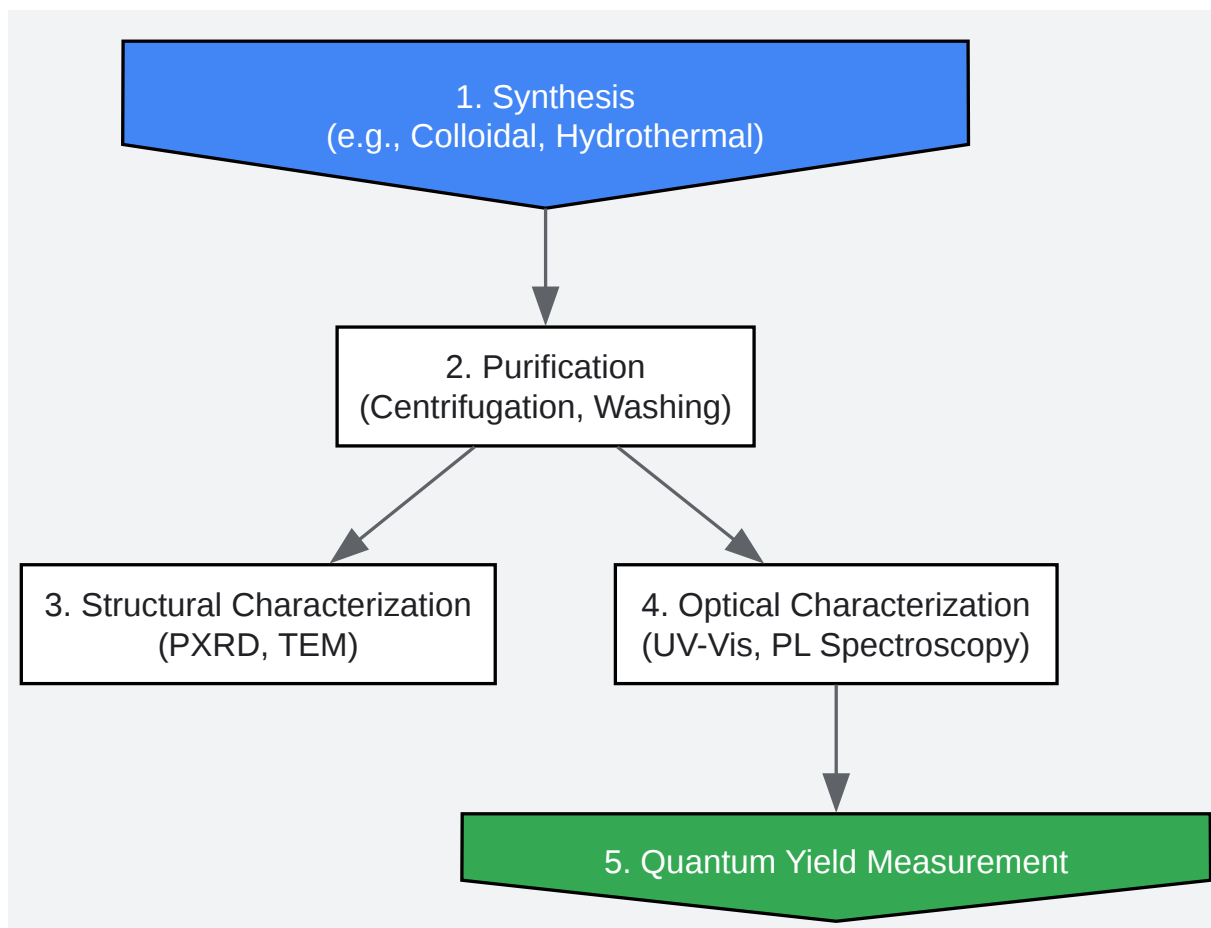 1. Synthesis
(e.g., Colloidal, Hydrothermal)
2. Purification
(Centrifugation, Washing)
3. Structural Characterization
(PXRD, TEM)
4. Optical Characterization
(UV-Vis, PL Spectroscopy)
5. Quantum Yield Measurement